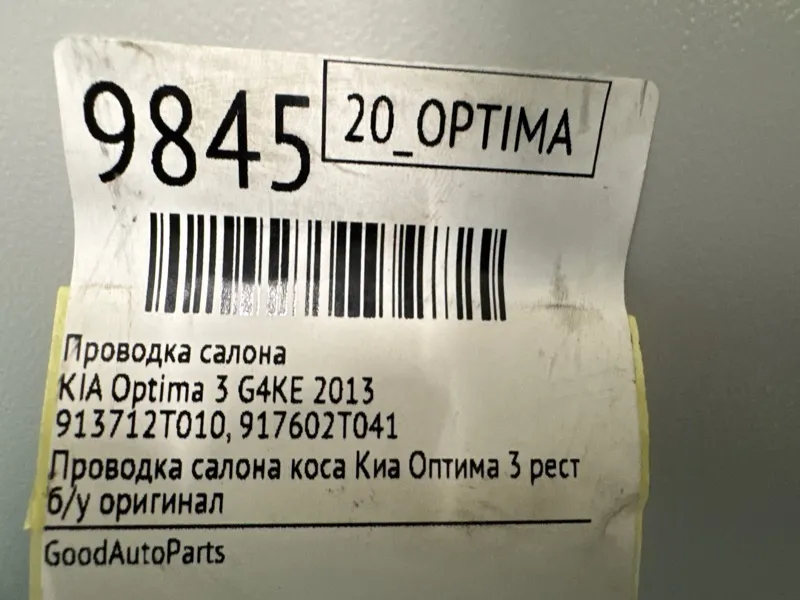 9845
20_OPTIMA
Проводка салона
KIA Optima 3 G4KE 2013
913712T010, 917602T041
Проводка салона коса Киа Оптима 3 рест
б/у оригинал
GoodAutoParts